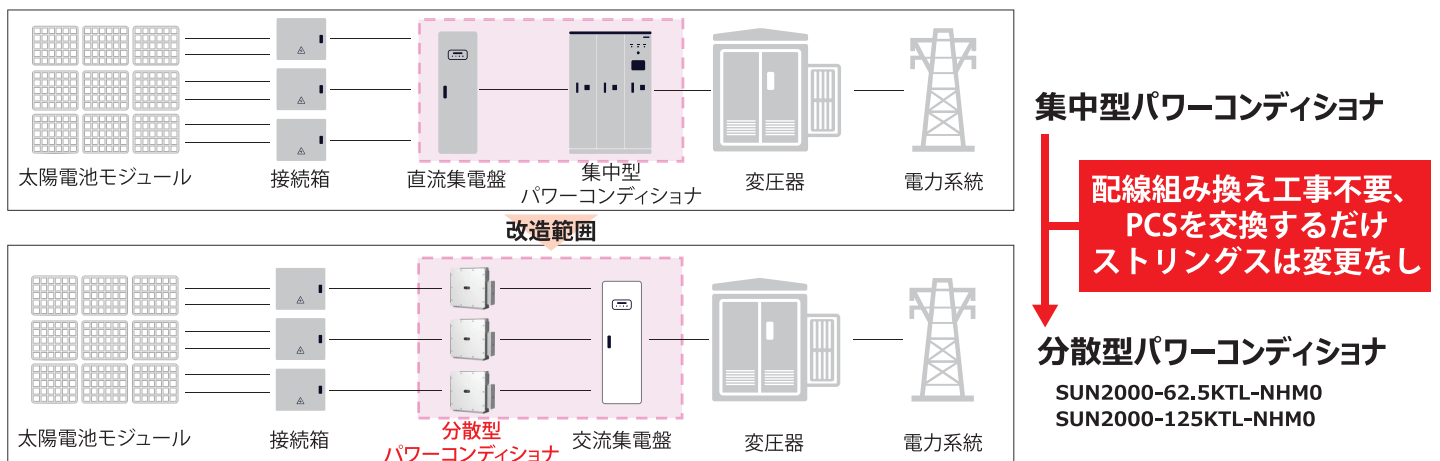 太陽電池モジュール
接続箱
直流集電盤
集中型
パワーコンディショナ
変圧器
電力系統
改造範囲
太陽電池モジュール
接続箱
分散型
パワーコンディショナ
交流集電盤
変圧器
電力系統
集中型パワーコンディショナ
配線組み換え工事不要、
PCSを交換するだけ
ストリングスは変更なし
分散型パワーコンディショナ
SUN2000-62.5KTL-NHM0
SUN2000-125KTL-NHM0